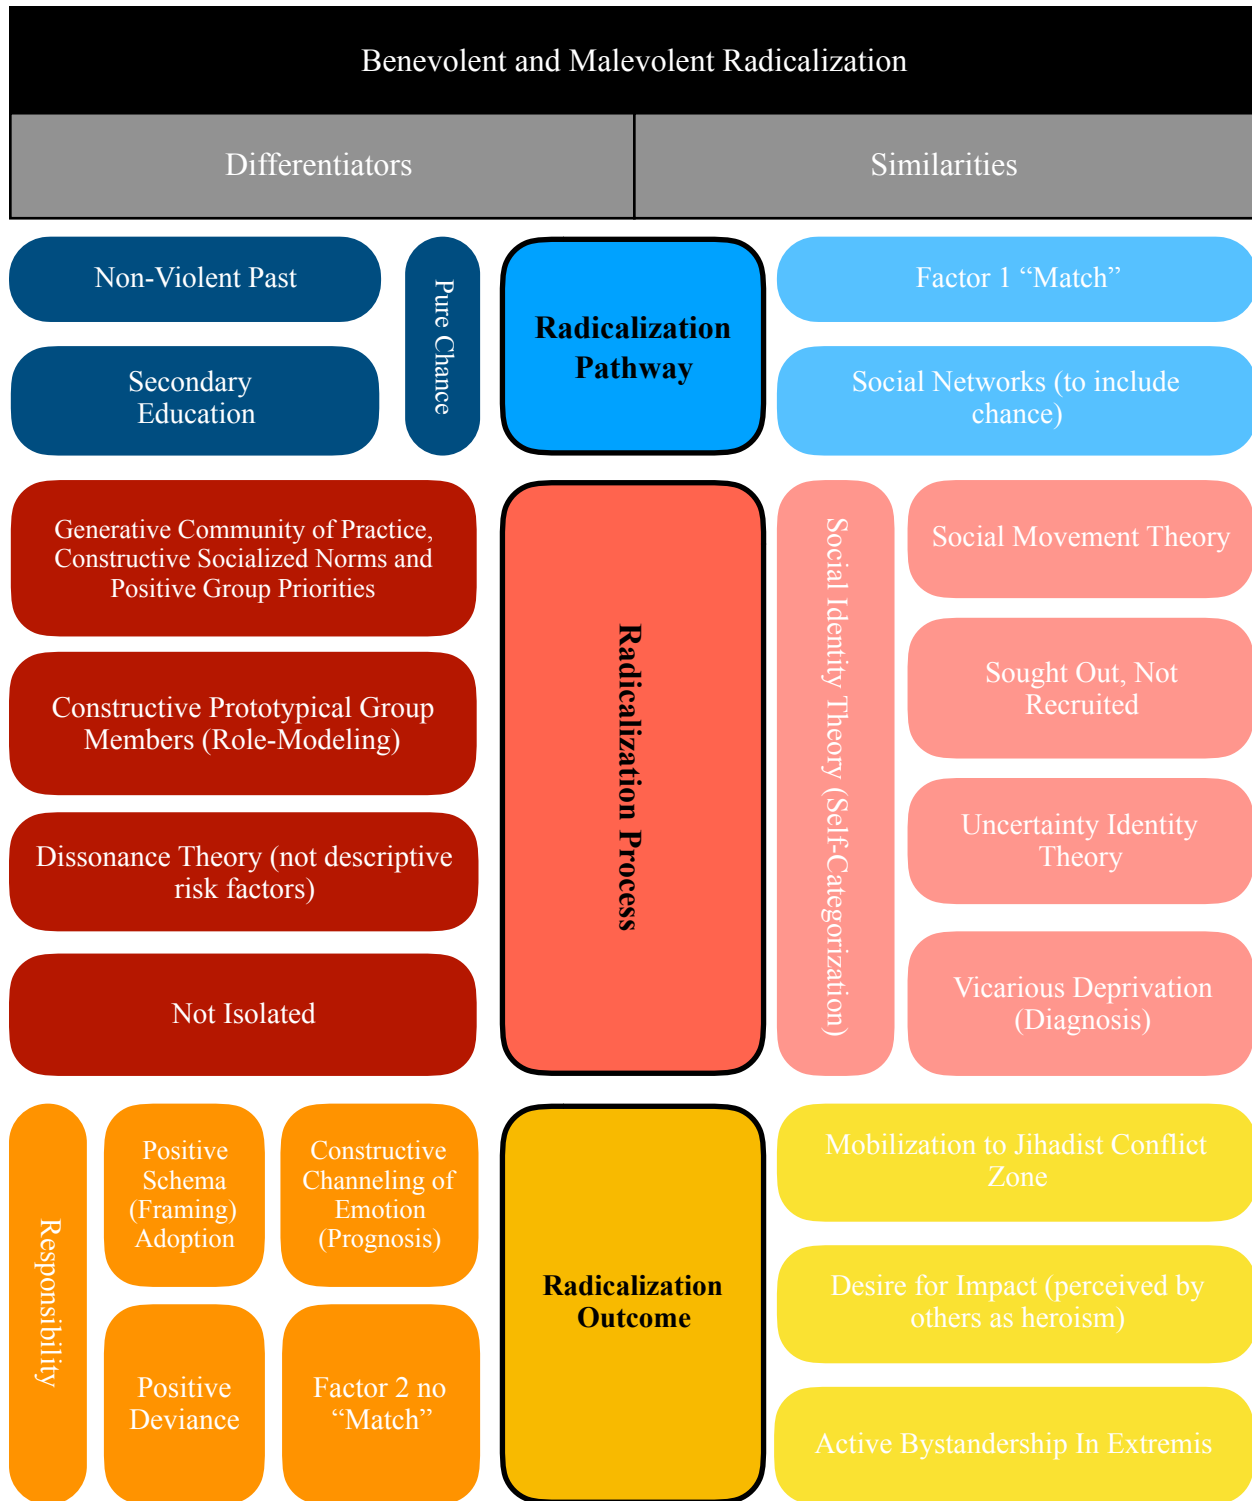 Benevolent and Malevolent Radicalization
Differentiators
Similarities
Non-Violent Past
Secondary
Education
Pure Chance
Radicalization
Pathway
Factor 1 “Match”
Social Networks (to include
chance)
Generative Community of Practice,
Constructive Socialized Norms and
Positive Group Priorities
Constructive Prototypical Group
Members (Role-Modeling)
Dissonance Theory (not descriptive
risk factors)
Not Isolated
Radicalization Process
Social Identity Theory (Self-Categorization)
Social Movement Theory
Sought Out, Not
Recruited
Uncertainty Identity
Theory
Vicarious Deprivation
(Diagnosis)
Responsibility
Positive
Schema
(Framing)
Adoption
Constructive
Channeling of
Emotion
(Prognosis)
Positive
Deviance
Factor 2 no
“Match”
Radicalization
Outcome
Mobilization to Jihadist Conflict
Zone
Desire for Impact (perceived by
others as heroism)
Active Bystandership In Extremis